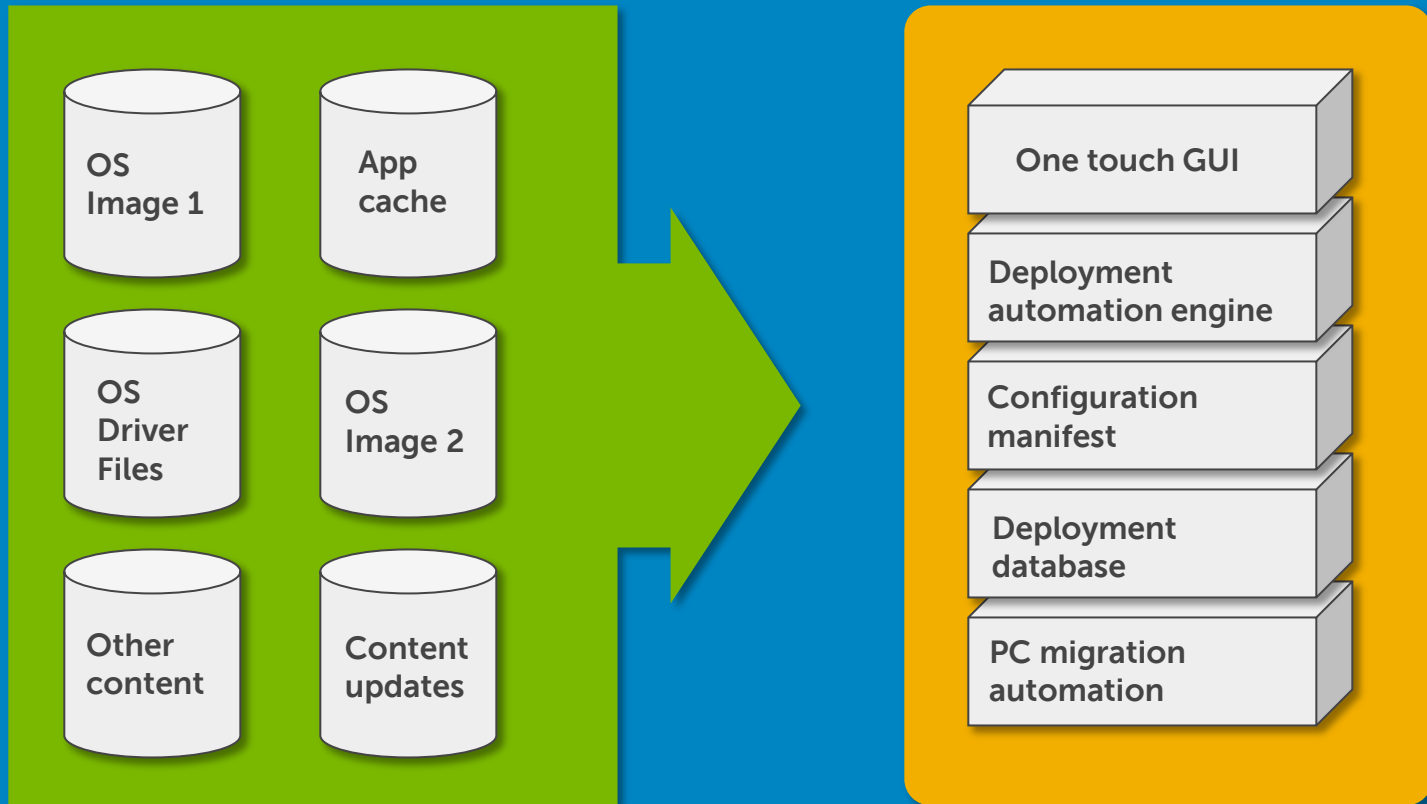 OS
Image 1
App
cache
OS
Driver
Files
OS
Image 2
Other
content
Content
updates
One touch GUI
Deployment
automation engine
Configuration
manifest
Deployment
database
PC migration
automation